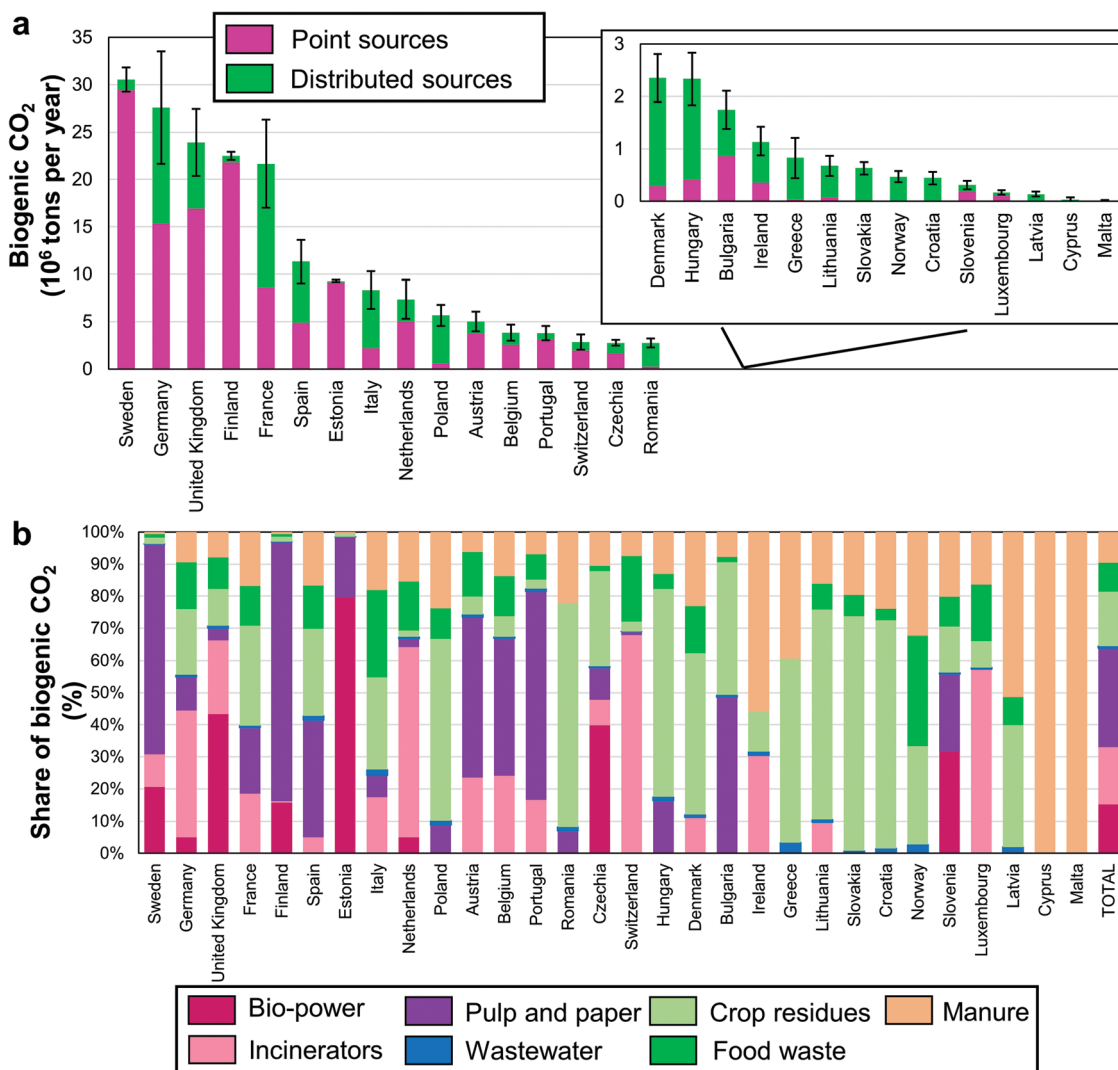 a
Biogenic CO2
(10^6 tons per year)
35
30
25
20
15
10
5
0
Point sources
Distributed sources
Sweden
Germany
United Kingdom
Finland
France
Spain
Estonia
Italy
Netherlands
Poland
Austria
Belgium
Portugal
Switzerland
Czechia
Romania
3
2
1
0
Denmark
Hungary
Bulgaria
Ireland
Greece
Lithuania
Slovakia
Norway
Croatia
Slovenia
Luxembourg
Latvia
Cyprus
Malta
b
Share of biogenic CO2
(%)
100%
90%
80%
70%
60%
50%
40%
30%
20%
10%
0%
Sweden
Germany
United Kingdom
France
Finland
Spain
Estonia
Italy
Netherlands
Poland
Austria
Belgium
Portugal
Romania
Czechia
Switzerland
Hungary
Denmark
Bulgaria
Ireland
Greece
Lithuania
Slovakia
Croatia
Norway
Slovenia
Luxembourg
Latvia
Cyprus
Malta
TOTAL
Bio-power
Pulp and paper
Crop residues
Manure
Incinerators
Wastewater
Food waste